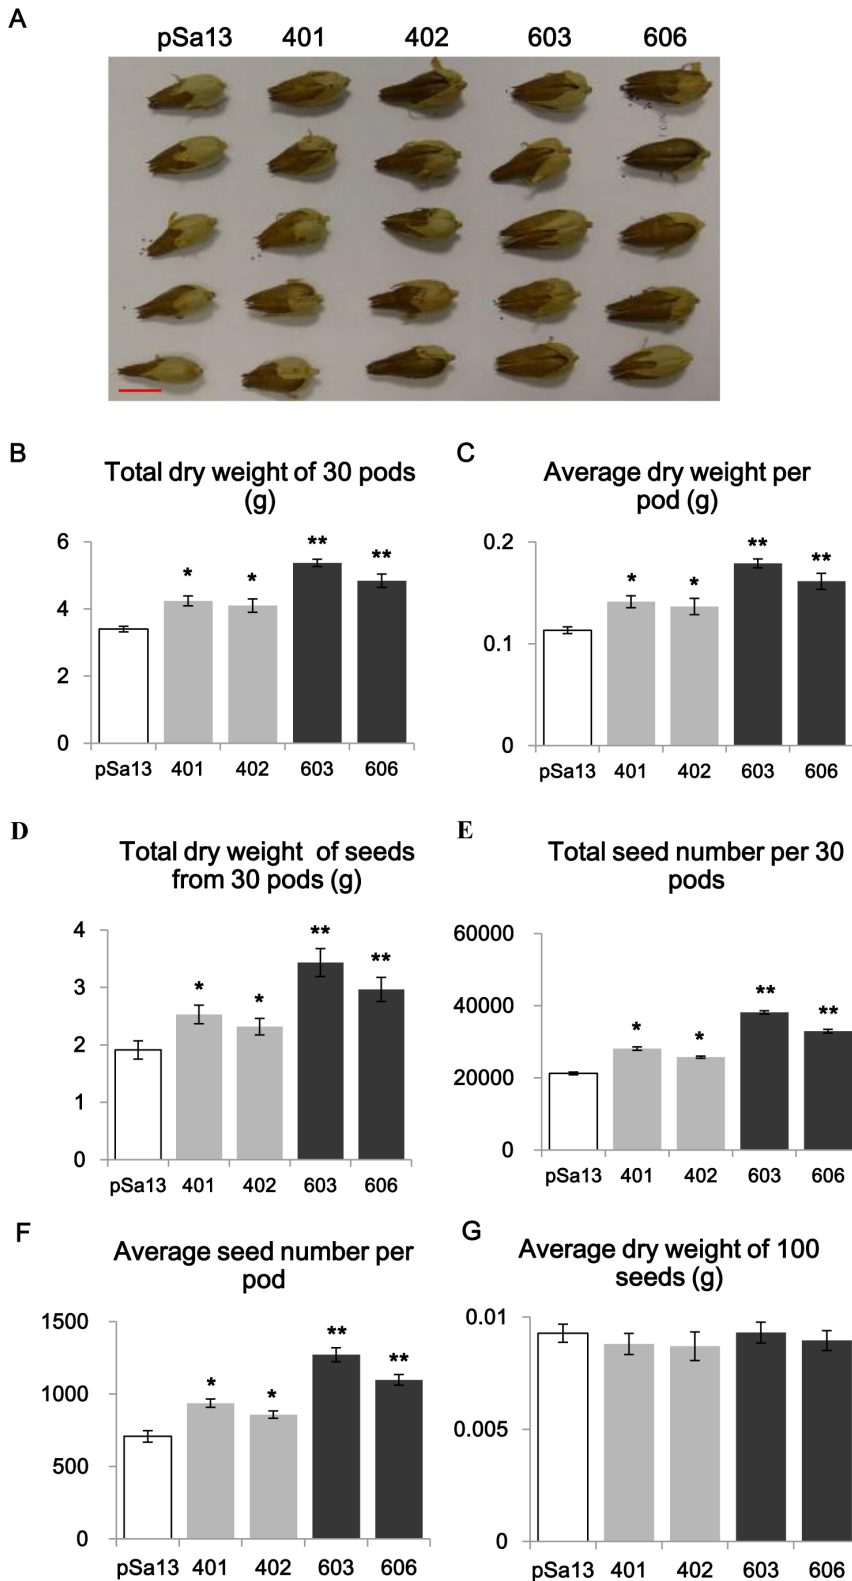 A
pSa13 401 402 603 606
B
Total dry weight of 30 pods
(g)
6
4
2
0
* * ** **
pSa13 401 402 603 606
C
Average dry weight per
pod (g)
0.2
0.1
0
* * ** **
pSa13 401 402 603 606
D
Total dry weight of seeds
from 30 pods (g)
4
3
2
1
0
* * ** **
pSa13 401 402 603 606
E
Total seed number per 30
pods
60000
40000
20000
0
* * ** **
pSa13 401 402 603 606
F
Average seed number per
pod
1500
1000
500
0
* * ** **
pSa13 401 402 603 606
G
Average dry weight of 100
seeds (g)
0.01
0.005
0
pSa13 401 402 603 606